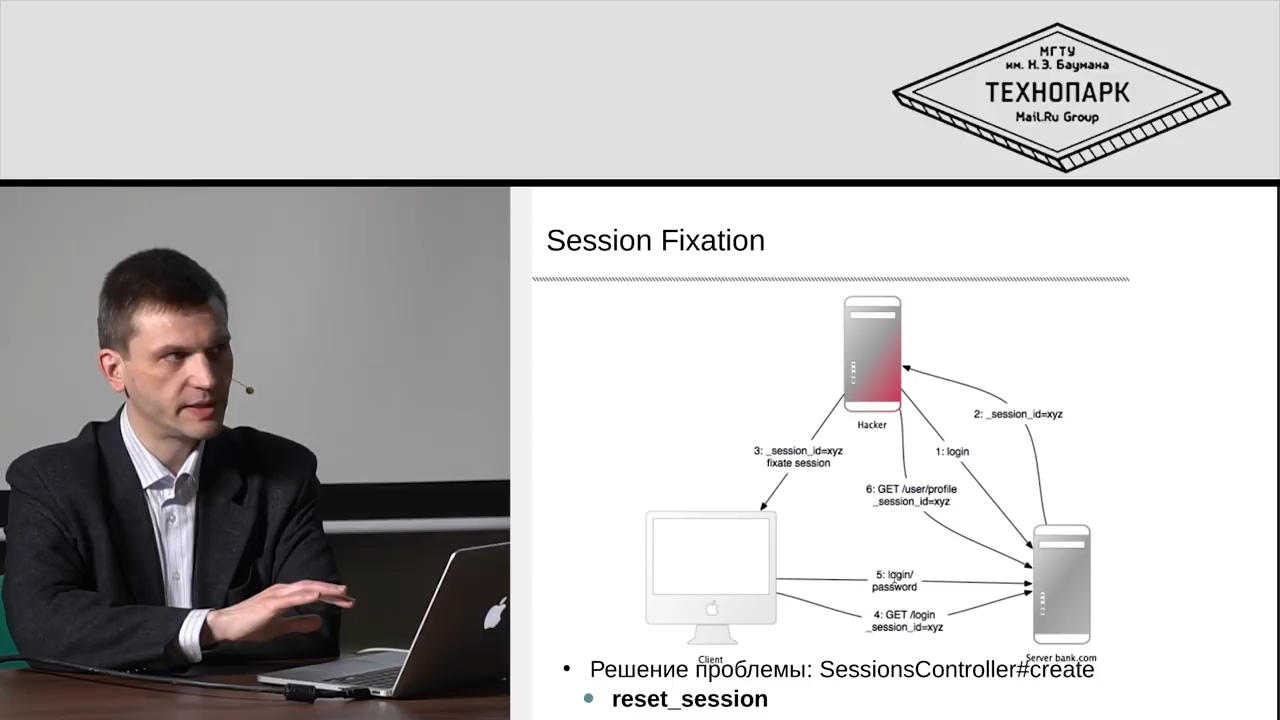 МГТУ
им. Н.Э. Баумана
ТЕХНОПАРК
Mail.Ru Group
Session Fixation
Hacker
2: _session_id=xyz
3: _session_id=xyz
fixate session
1: login
6: GET /user/profile
_session_id=xyz
5: login/
password
4: GET /login
_session_id=xyz
Client
Server bank.com
• Решение проблемы: SessionsController#create
• reset_session